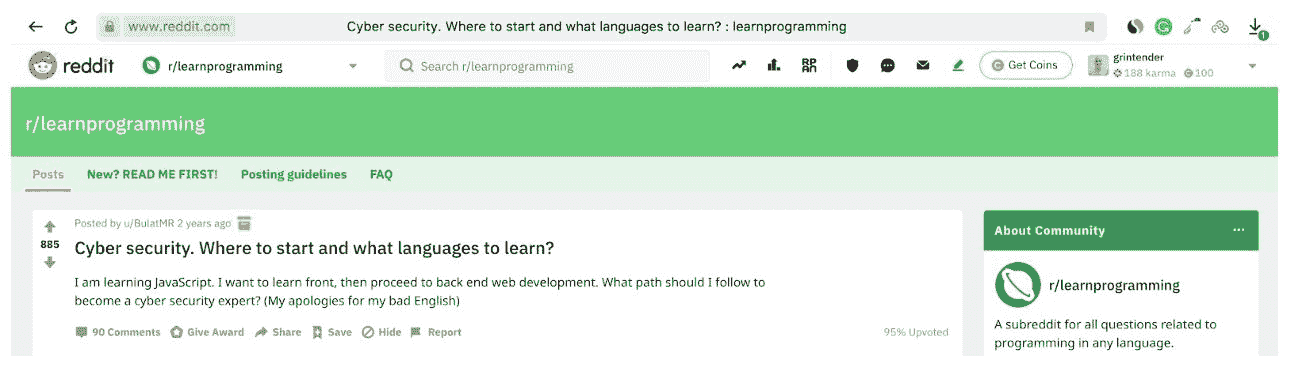 www.reddit.com Cyber security. Where to start and what languages to learn? : learnprogramming 1
reddit r/learnprogramming Search r/learnprogramming RPAN Get Coins grintender
188 karma 100
r/learnprogramming
Posts New? READ ME FIRST! Posting guidelines FAQ
Posted by u/BulatMR 2 years ago
885
Cyber security. Where to start and what languages to learn?
I am learning JavaScript. I want to learn front, then proceed to back end web development. What path should I follow to
become a cyber security expert? (My apologies for my bad English)
90 Comments Give Award Share Save Hide Report 95% Upvoted
About Community
r/learnprogramming
A subreddit for all questions related to
programming in any language.